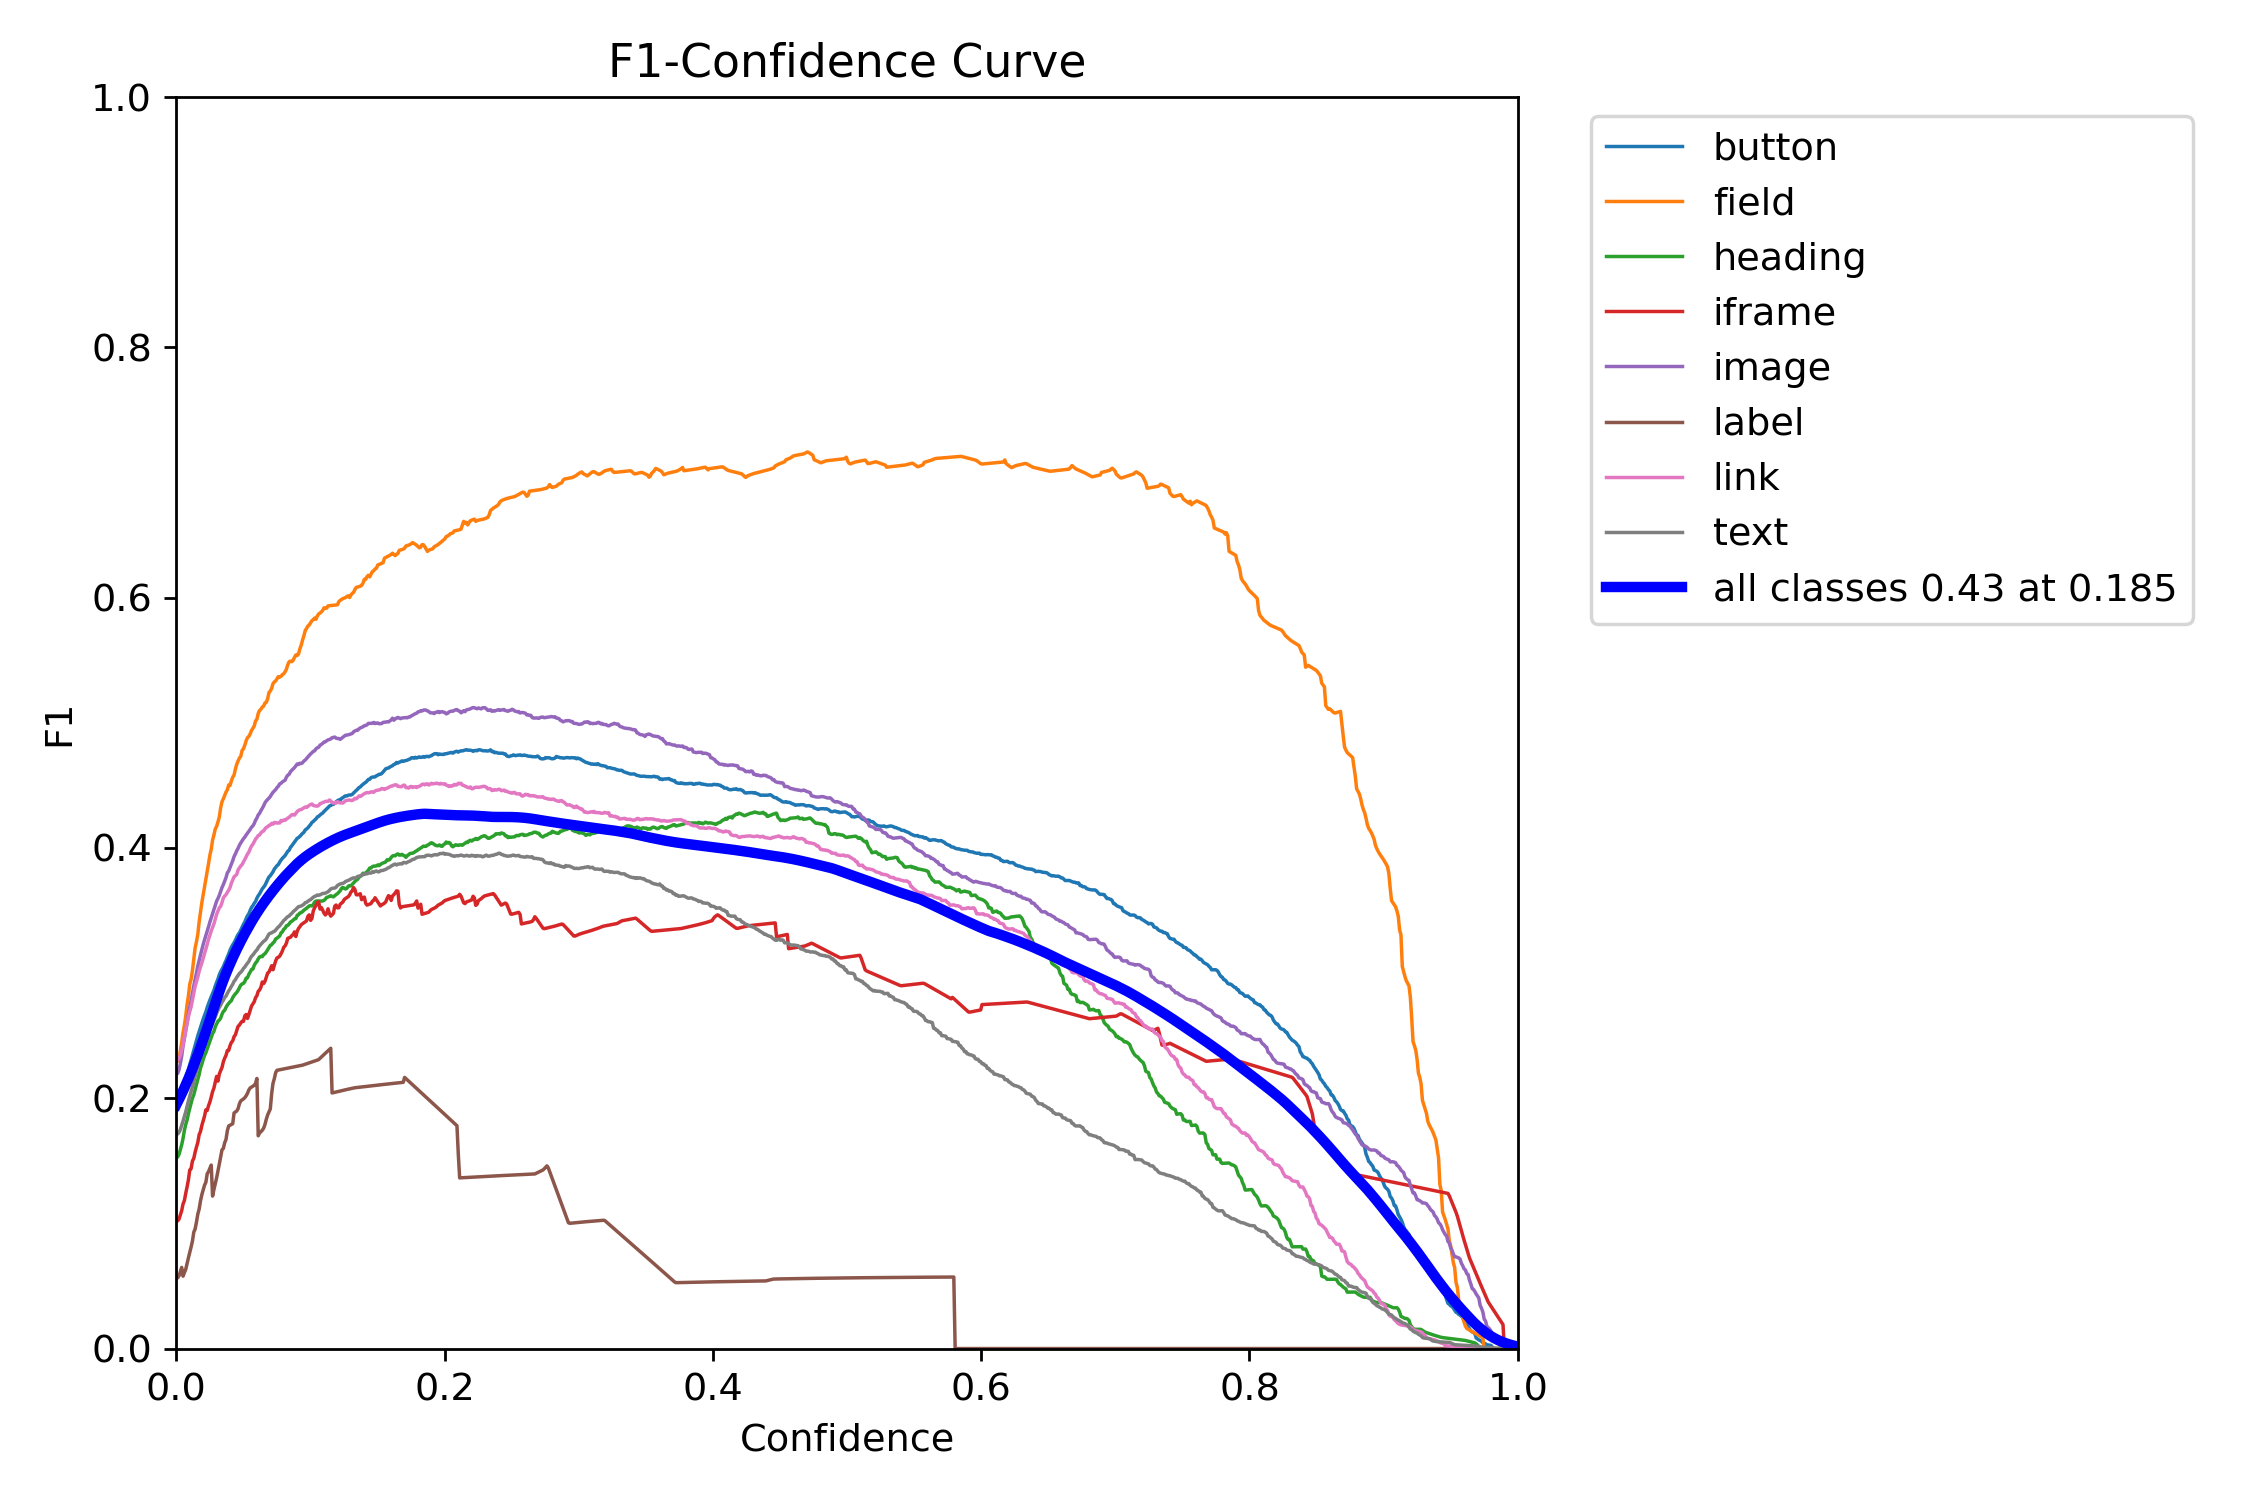 F1-Confidence Curve
1.0
0.8
0.6
0.4
0.2
0.0
F1
0.0 0.2 0.4 0.6 0.8 1.0
Confidence
button
field
heading
iframe
image
label
link
text
all classes 0.43 at 0.185